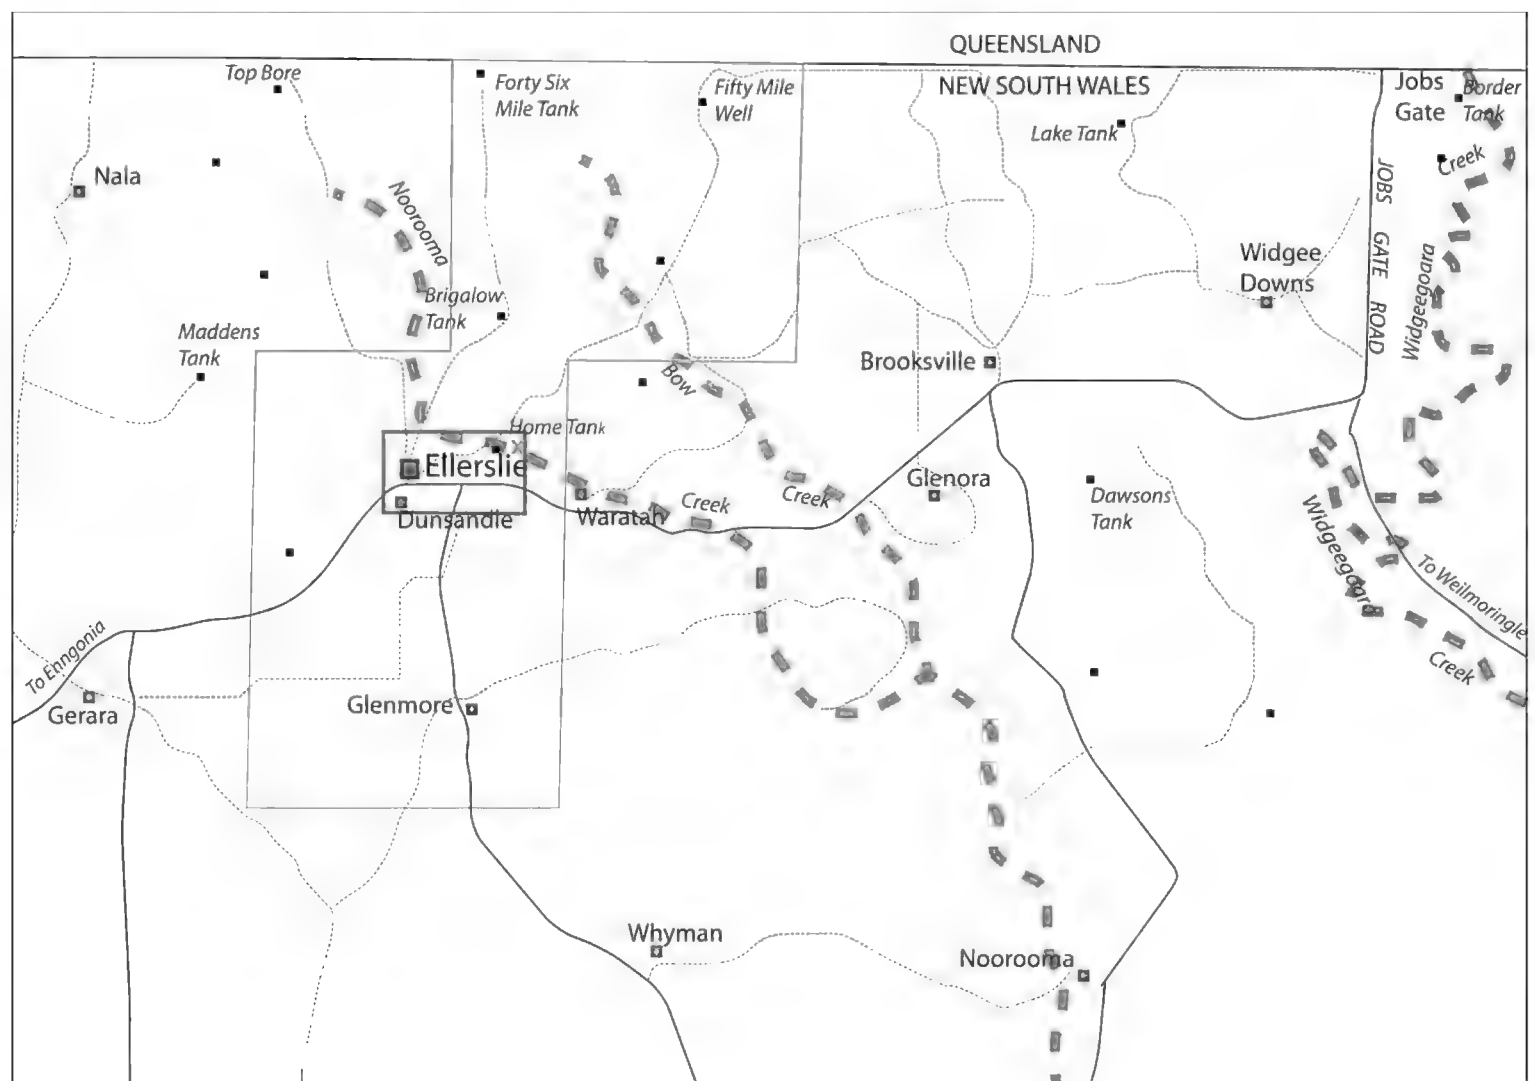 QUEENSLAND
NEW SOUTH WALES
Top Bore
Forty Six
Mile Tank
Fifty Mile
Well
Lake Tank
Jobs
Gate
Border
Tank
Creek
Nala
Noorooma
JOBS GATE ROAD
Widgeegoara
Widgee
Downs
Brigalow
Tank
Maddens
Tank
Brooksville
Bow
Home Tank
Ellerslie
Dunsandle
Waratah
Creek
Creek
Glenora
Dawsons
Tank
Widgeegoara
To Weilmoringle
Creek
To Enngonia
Gerara
Glenmore
Whyman
Noorooma